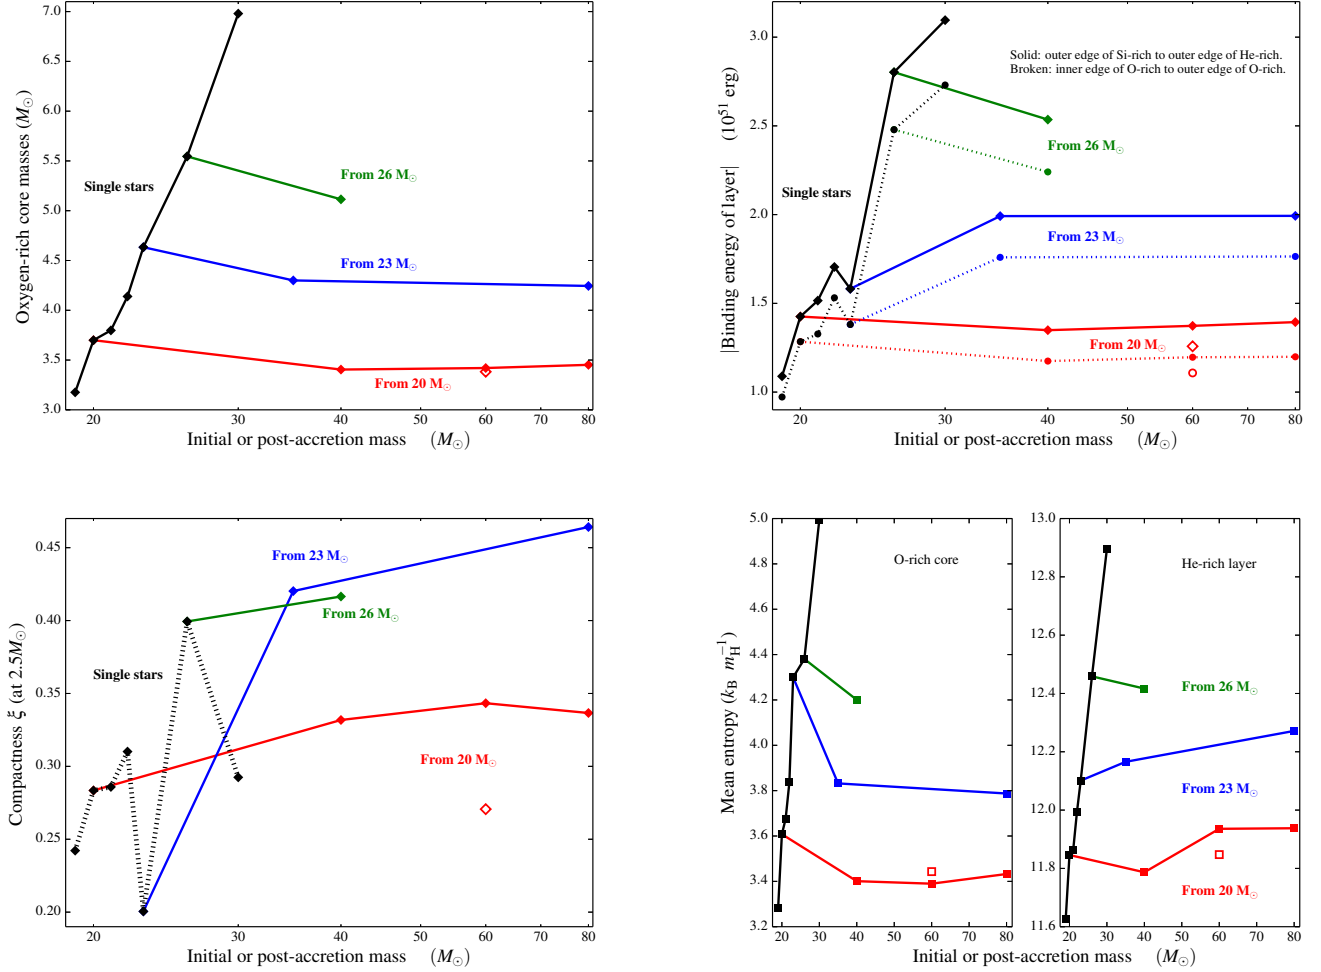 7.0
6.5
6.0
5.5
5.0
4.5
4.0
3.5
3.0
Oxygen-rich core masses (M☉)
Single stars
From 26 M☉
From 23 M☉
From 20 M☉
20 30 40 50 60 70 80
Initial or post-accretion mass (M☉)
3.0
2.5
2.0
1.5
1.0
|Binding energy of layer| (10^51 erg)
Solid: outer edge of Si-rich to outer edge of He-rich.
Broken: inner edge of O-rich to outer edge of O-rich.
Single stars
From 26 M☉
From 23 M☉
From 20 M☉
20 30 40 50 60 70 80
Initial or post-accretion mass (M☉)
0.45
0.40
0.35
0.30
0.25
0.20
Compactness ξ (at 2.5M☉)
From 23 M☉
From 26 M☉
Single stars
From 20 M☉
20 30 40 50 60 70 80
Initial or post-accretion mass (M☉)
5.0
4.8
4.6
4.4
4.2
4.0
3.8
3.6
3.4
3.2
Mean entropy (k_B m_H^-1)
O-rich core
20 30 40 50 60 70 80
13.0
12.8
12.6
12.4
12.2
12.0
11.8
11.6
He-rich layer
From 26 M☉
From 23 M☉
From 20 M☉
20 30 40 50 60 70 80
Initial or post-accretion mass (M☉)